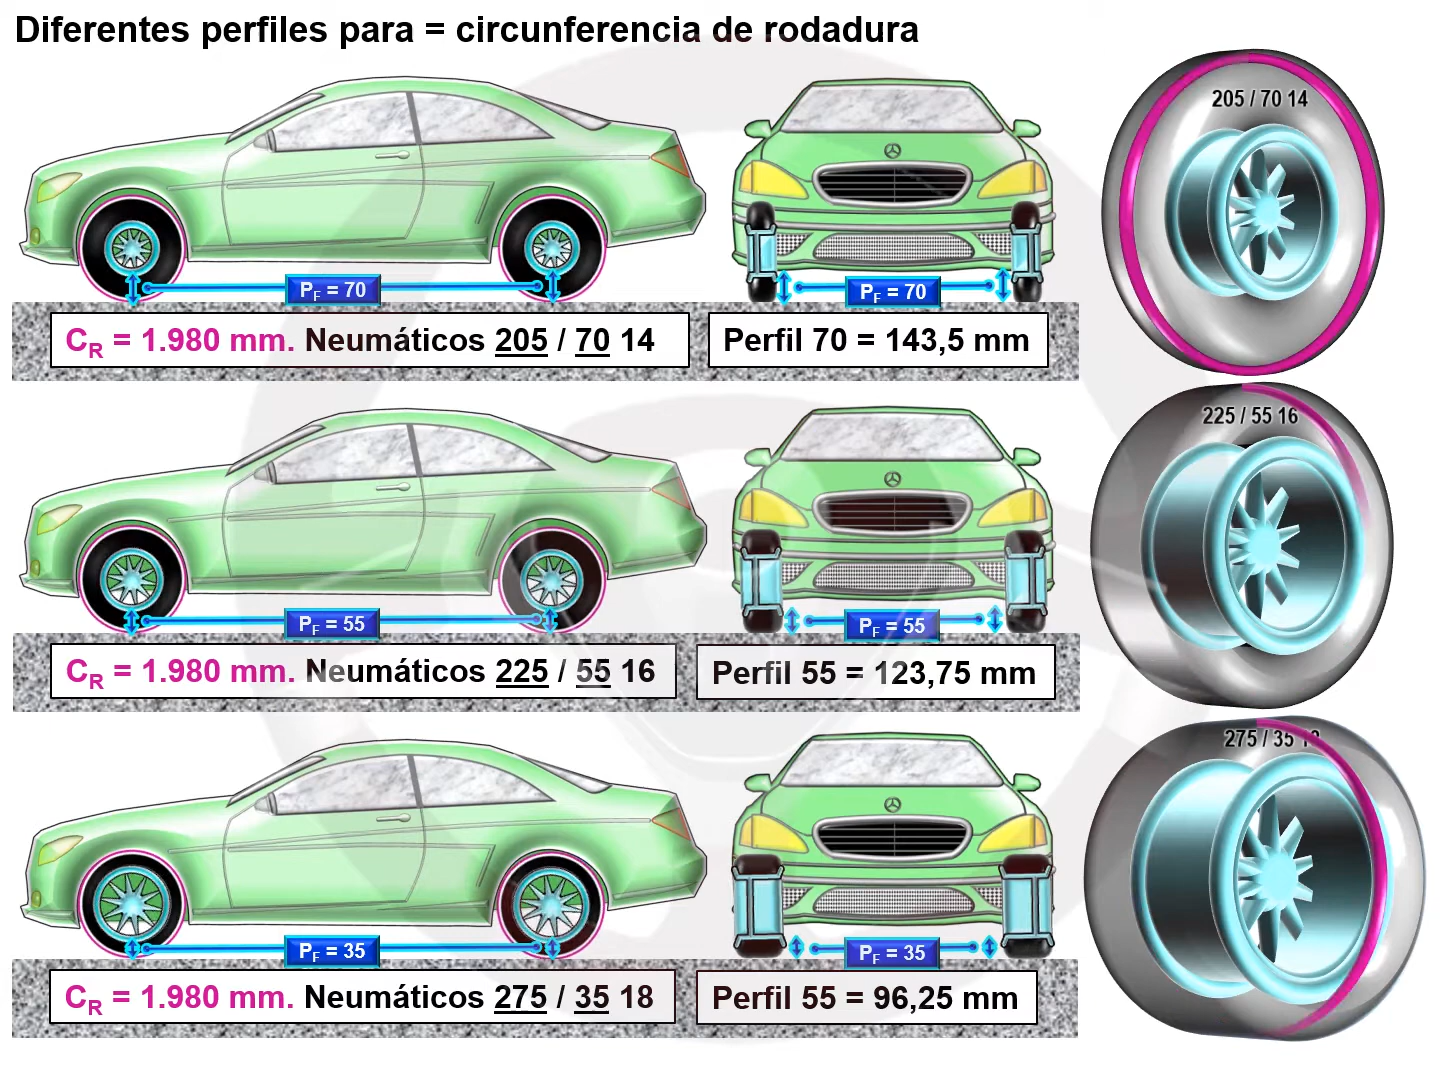 Diferentes perfiles para = circunferencia de rodadura
205 / 70 14
PF = 70
PF = 70
CR = 1.980 mm. Neumáticos 205 / 70 14
Perfil 70 = 143,5 mm
225 / 55 16
PF = 55
PF = 55
CR = 1.980 mm. Neumáticos 225 / 55 16
Perfil 55 = 123,75 mm
275 / 35 18
PF = 35
PF = 35
CR = 1.980 mm. Neumáticos 275 / 35 18
Perfil 55 = 96,25 mm